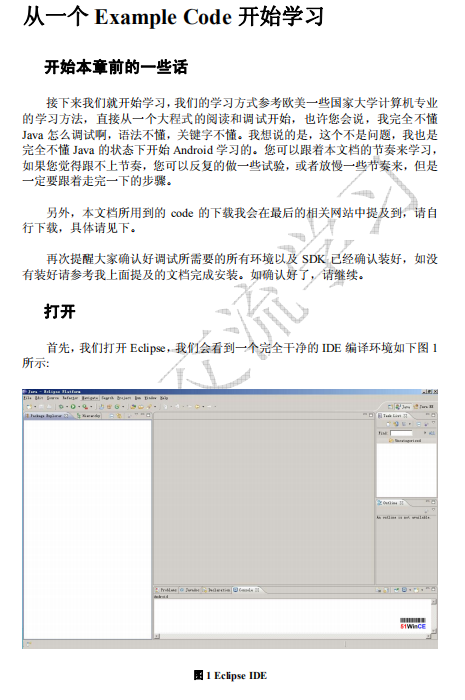 从一个 Example Code 开始学习
开始本章前的一些话
接下来我们就开始学习，我们的学习方式参考欧美一些国家大学计算机专业
的学习方法，直接从一个大程式的阅读和调试开始，也许您会说，我完全不懂
Java 怎么调试啊，语法不懂，关键字不懂。我想说的是，这个不是问题，我也是
完全不懂 Java 的状态下开始 Android 学习的。您可以跟着本文档的节奏来学习，
如果您觉得跟不上节奏，您可以反复的做一些试验，或者放慢一些节奏来，但是
一定要跟着走完一下的步骤。
另外，本文档所用到的 code 的下载我会在最后的相关网站中提及到，请自
行下载，具体请见下。
再次提醒大家确认好调试所需要的所有环境以及 SDK 已经确认装好，如没
有装好请参考我上面提及的文档完成安装。如确认好了，请继续。
交流学习
打开
首先，我们打开 Eclipse，我们会看到一个完全干净的 IDE 编译环境如下图 1
所示:
Java - Eclipse Platform
File Edit Source Refactor Navigate Search Project Run Window Help
Java
Package Explorer Hierarchy
Task List
Find
All
Uncategorized
Outline
An outline is not available.
Problems Javadoc Declaration Console
Android
51WinCE
图 1 Eclipse IDE